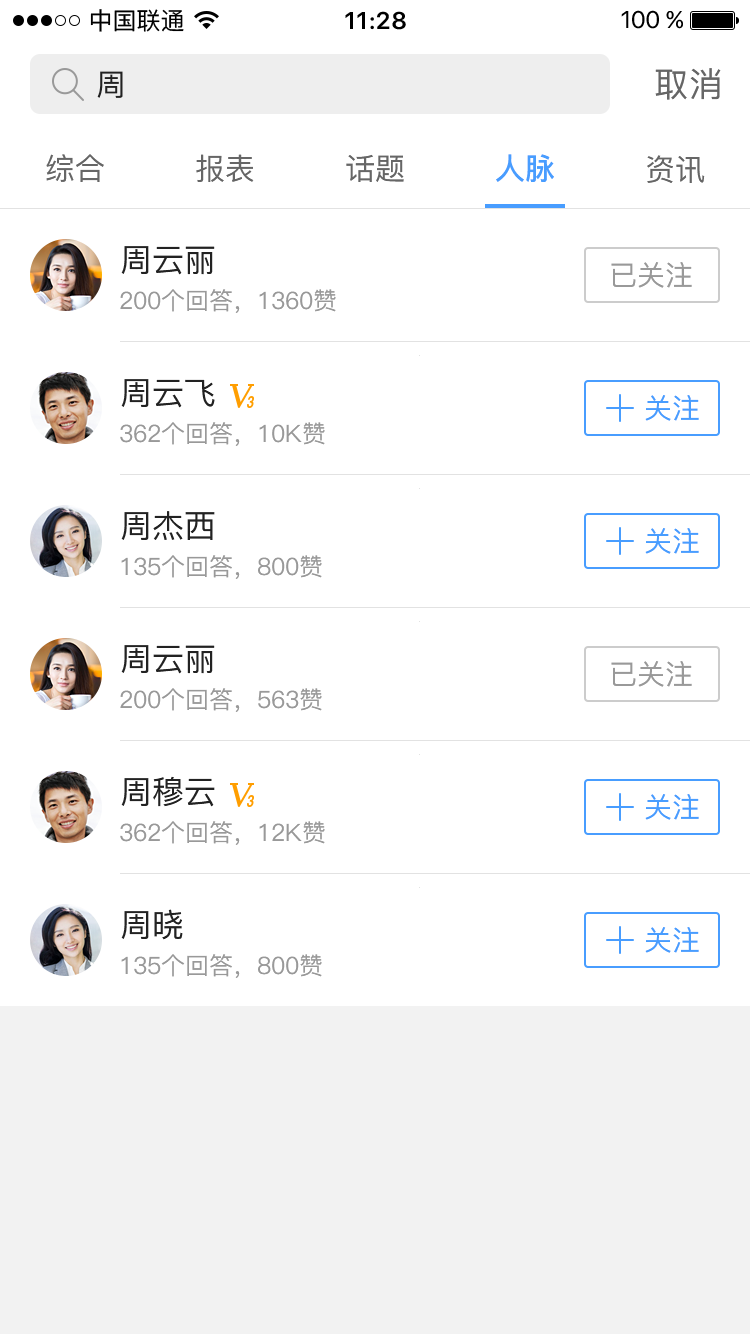 中国联通 11:28 100 %
周 取消
综合 报表 话题 人脉 资讯
周云丽
200个回答，1360赞
已关注
周云飞 V3
362个回答，10K赞
关注
周杰西
135个回答，800赞
关注
周云丽
200个回答，563赞
已关注
周穆云 V3
362个回答，12K赞
关注
周晓
135个回答，800赞
关注